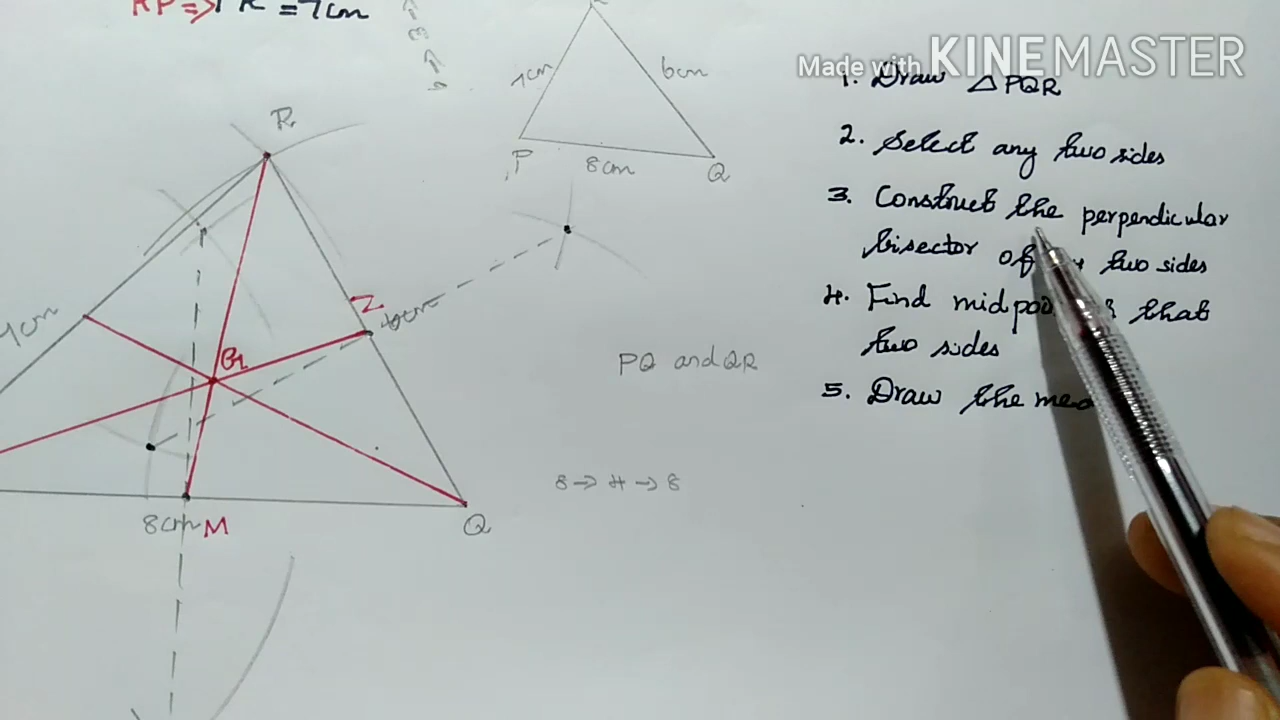 RP => PR = 7cm
Made with KINEMASTER
1. Draw △ PQR
2. Select any two sides
3. Construct the perpendicular
bisector of two sides
4. Find that
two sides
5. Draw the
7cm
6cm
P
8cm
Q
R
7cm
Z
6cm
G
8cm M
Q
PQ and QR
8 → 4 → 8